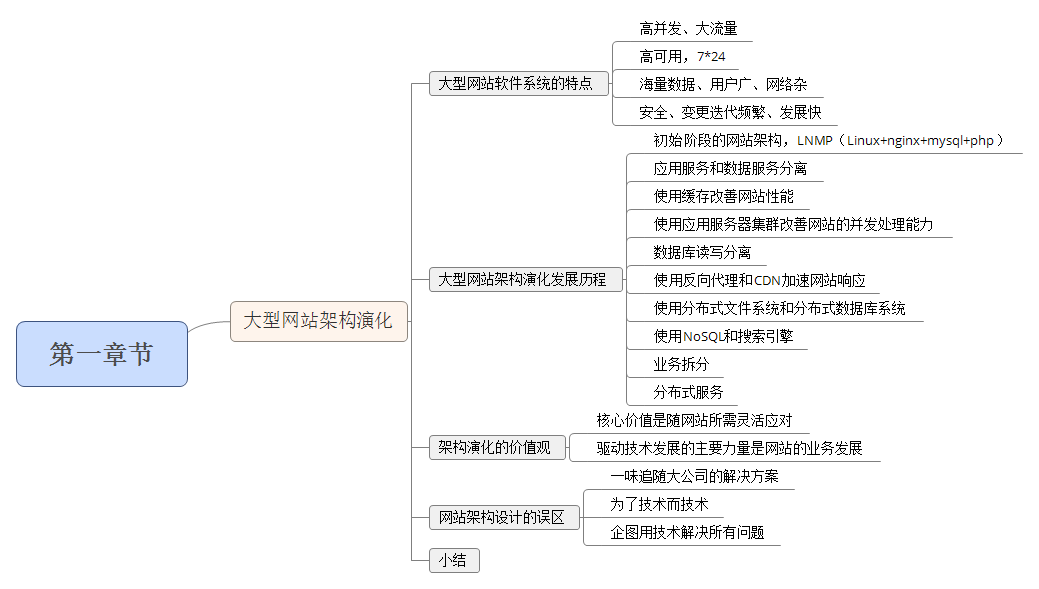 第一章节
大型网站架构演化
大型网站软件系统的特点
高并发、大流量
高可用，7*24
海量数据、用户广、网络杂
安全、变更迭代频繁、发展快
大型网站架构演化发展历程
初始阶段的网站架构，LNMP（Linux+nginx+mysql+php）
应用服务和数据服务分离
使用缓存改善网站性能
使用应用服务器集群改善网站的并发处理能力
数据库读写分离
使用反向代理和CDN加速网站响应
使用分布式文件系统和分布式数据库系统
使用NoSQL和搜索引擎
业务拆分
分布式服务
架构演化的价值观
核心价值是随网站所需灵活应对
驱动技术发展的主要力量是网站的业务发展
网站架构设计的误区
一味追随大公司的解决方案
为了技术而技术
企图用技术解决所有问题
小结